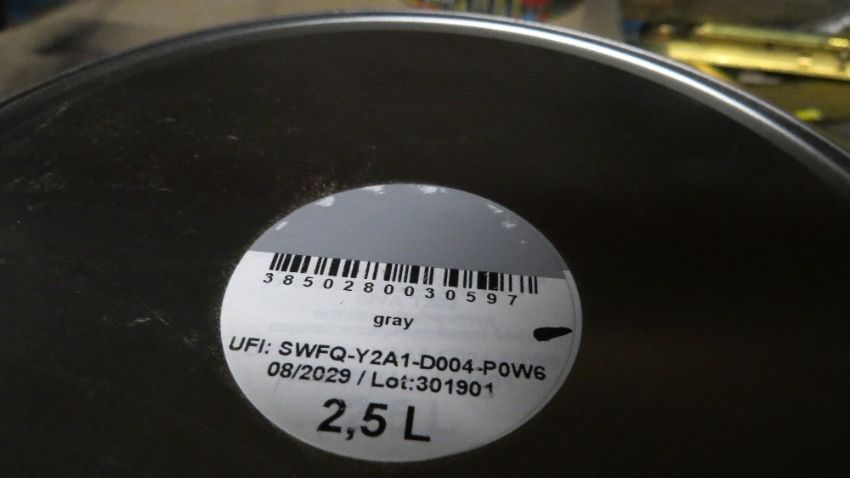 3850280030597
gray
UFI: SWFQ-Y2A1-D004-P0W6
08/2029 / Lot:301901
2,5 L